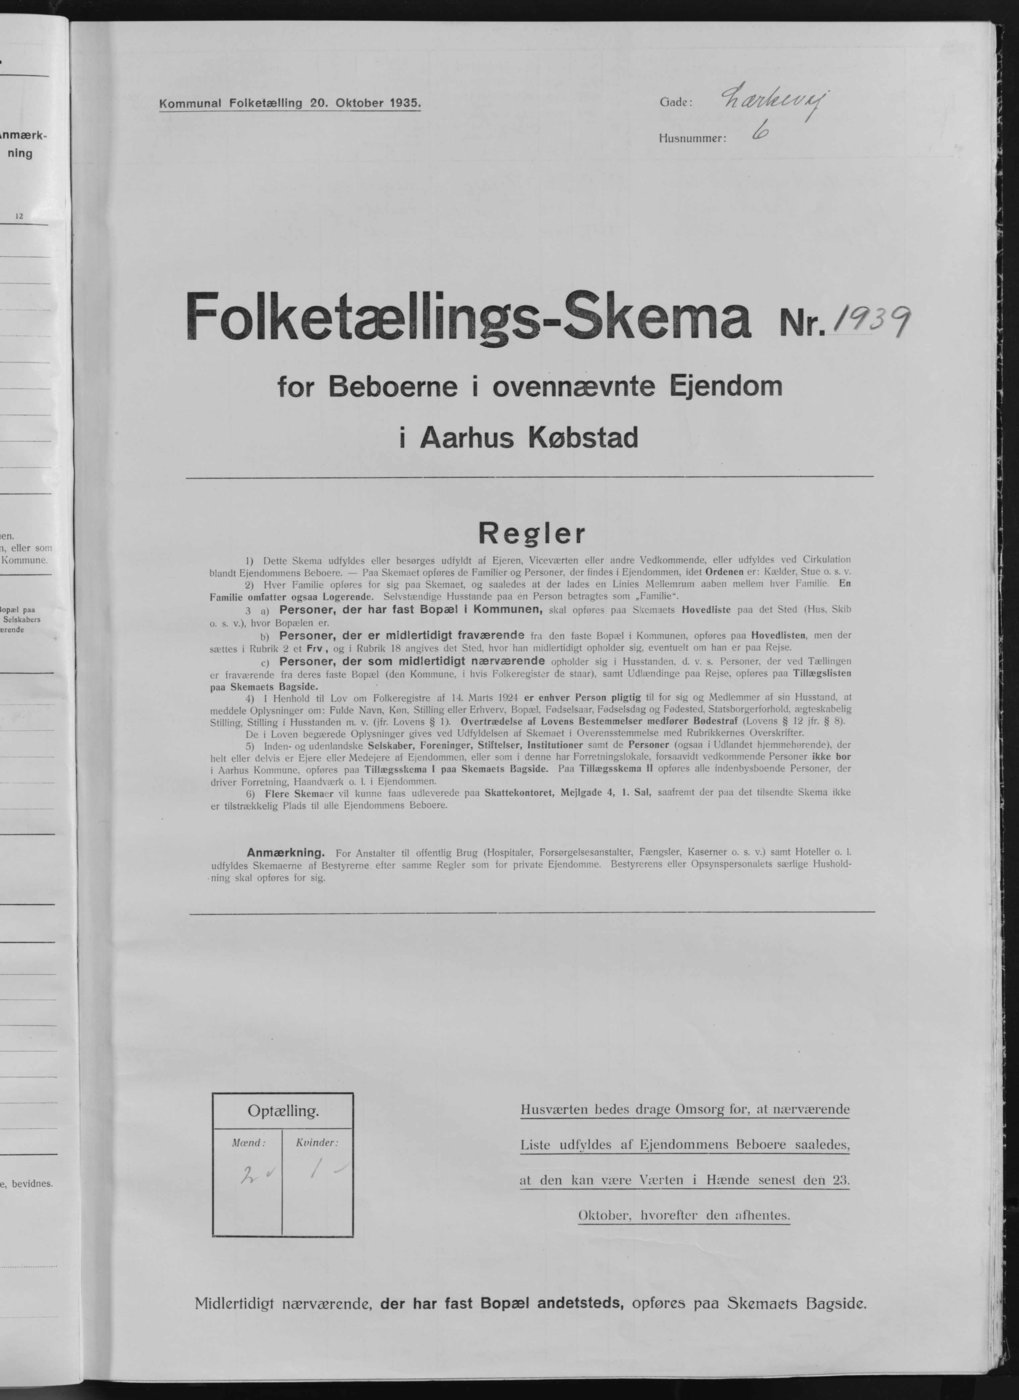 nmærk-
ning
12
en.
n, eller som
Kommune.
opæl paa
Selskabers
erende
e, bevidnes.
Kommunal Folketælling 20. Oktober 1935.
Gade: Lærkevej
Husnummer: 6
Folketællings-Skema Nr. 1939
for Beboerne i ovennævnte Ejendom
i Aarhus Købstad
Regler
1) Dette Skema udfyldes eller besørges udfyldt af Ejeren, Viceværten eller andre Vedkommende, eller udfyldes ved Cirkulation
blandt Ejendommens Beboere. — Paa Skemaet opføres de Familier og Personer, der findes i Ejendommen, idet Ordenen er: Kælder, Stue o. s. v.
2) Hver Familie opføres for sig paa Skemaet, og saaledes at der lades en Linies Mellemrum aaben mellem hver Familie. En
Familie omfatter ogsaa Logerende. Selvstændige Husstande paa én Person betragtes som „Familie“.
3 a) Personer, der har fast Bopæl i Kommunen, skal opføres paa Skemaets Hovedliste paa det Sted (Hus, Skib
o. s. v.), hvor Bopælen er.
b) Personer, der er midlertidigt fraværende fra den faste Bopæl i Kommunen, opføres paa Hovedlisten, men der
sættes i Rubrik 2 et Frv, og i Rubrik 18 angives det Sted, hvor han midlertidigt opholder sig, eventuelt om han er paa Rejse.
c) Personer, der som midlertidigt nærværende opholder sig i Husstanden, d. v. s. Personer, der ved Tællingen
er fraværende fra deres faste Bopæl (den Kommune, i hvis Folkeregister de staar), samt Udlændinge paa Rejse, opføres paa Tillægslisten
paa Skemaets Bagside.
4) I Henhold til Lov om Folkeregistre af 14. Marts 1924 er enhver Person pligtig til for sig og Medlemmer af sin Husstand, at
meddele Oplysninger om: Fulde Navn, Køn, Stilling eller Erhverv, Bopæl, Fødselsaar, Fødselsdag og Fødested, Statsborgerforhold, ægteskabelig
Stilling, Stilling i Husstanden m. v. (jfr. Lovens § 1). Overtrædelse af Lovens Bestemmelser medfører Bødestraf (Lovens § 12 jfr. § 8).
De i Loven begærede Oplysninger gives ved Udfyldelsen af Skemaet i Overensstemmelse med Rubrikkernes Overskrifter.
5) Inden- og udenlandske Selskaber, Foreninger, Stiftelser, Institutioner samt de Personer (ogsaa i Udlandet hjemmehørende), der
helt eller delvis er Ejere eller Medejere af Ejendommen, eller som i denne har Forretningslokale, forsaavidt vedkommende Personer ikke bor
i Aarhus Kommune, opføres paa Tillægsskema I paa Skemaets Bagside. Paa Tillægsskema II opføres alle indenbysboende Personer, der
driver Forretning, Haandværk o. l. i Ejendommen.
6) Flere Skemaer vil kunne faas udleverede paa Skattekontoret, Mejlgade 4, 1. Sal, saafremt der paa det tilsendte Skema ikke
er tilstrækkelig Plads til alle Ejendommens Beboere.
Anmærkning. For Anstalter til offentlig Brug (Hospitaler, Forsørgelsesanstalter, Fængsler, Kaserner o. s. v.) samt Hoteller o. l.
udfyldes Skemaerne af Bestyrerne efter samme Regler som for private Ejendomme. Bestyrerens eller Opsynspersonalets særlige Hushold-
ning skal opføres for sig.
Optælling.
Mænd: Kvinder:
2 1
Husværten bedes drage Omsorg for, at nærværende
Liste udfyldes af Ejendommens Beboere saaledes,
at den kan være Værten i Hænde senest den 23.
Oktober, hvorefter den afhentes.
Midlertidigt nærværende, der har fast Bopæl andetsteds, opføres paa Skemaets Bagside.